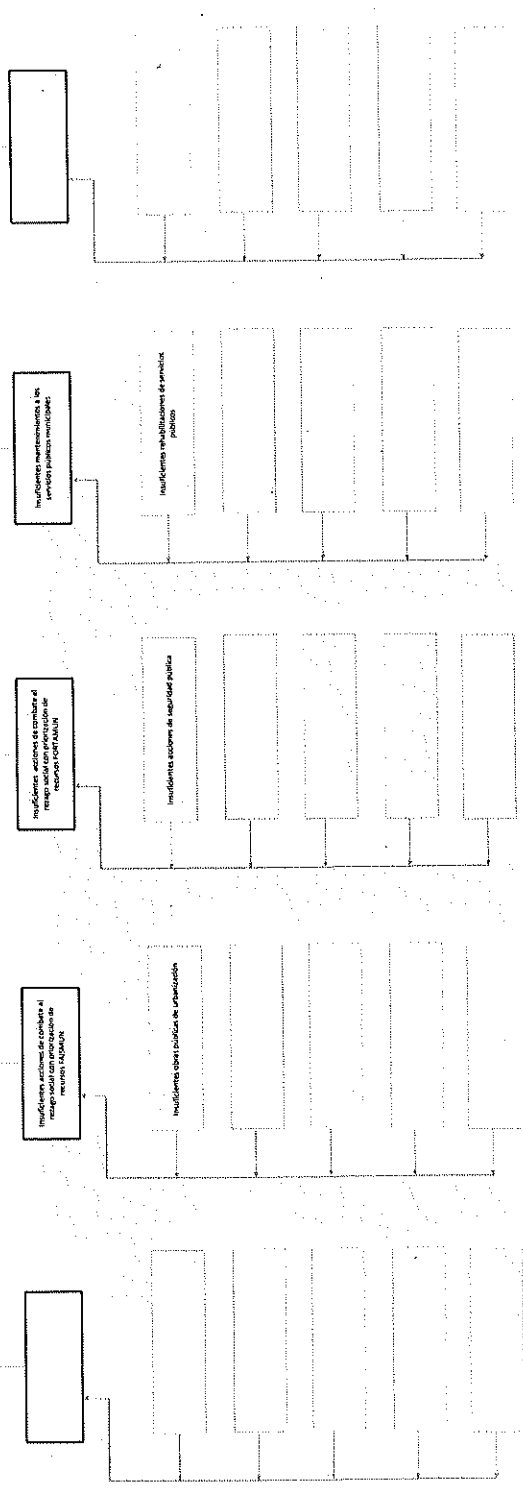 Insuficientes acciones de combate al
rezago social con priorización de
recursos FAISMUN
Insuficientes obras públicas de urbanización
Insuficientes acciones de combate al
rezago social con priorización de
recursos FORTAMUN
Insuficientes acciones de seguridad pública
Insuficientes mantenimientos a los
servicios públicos municipales
Insuficientes rehabilitaciones de servicios
públicos